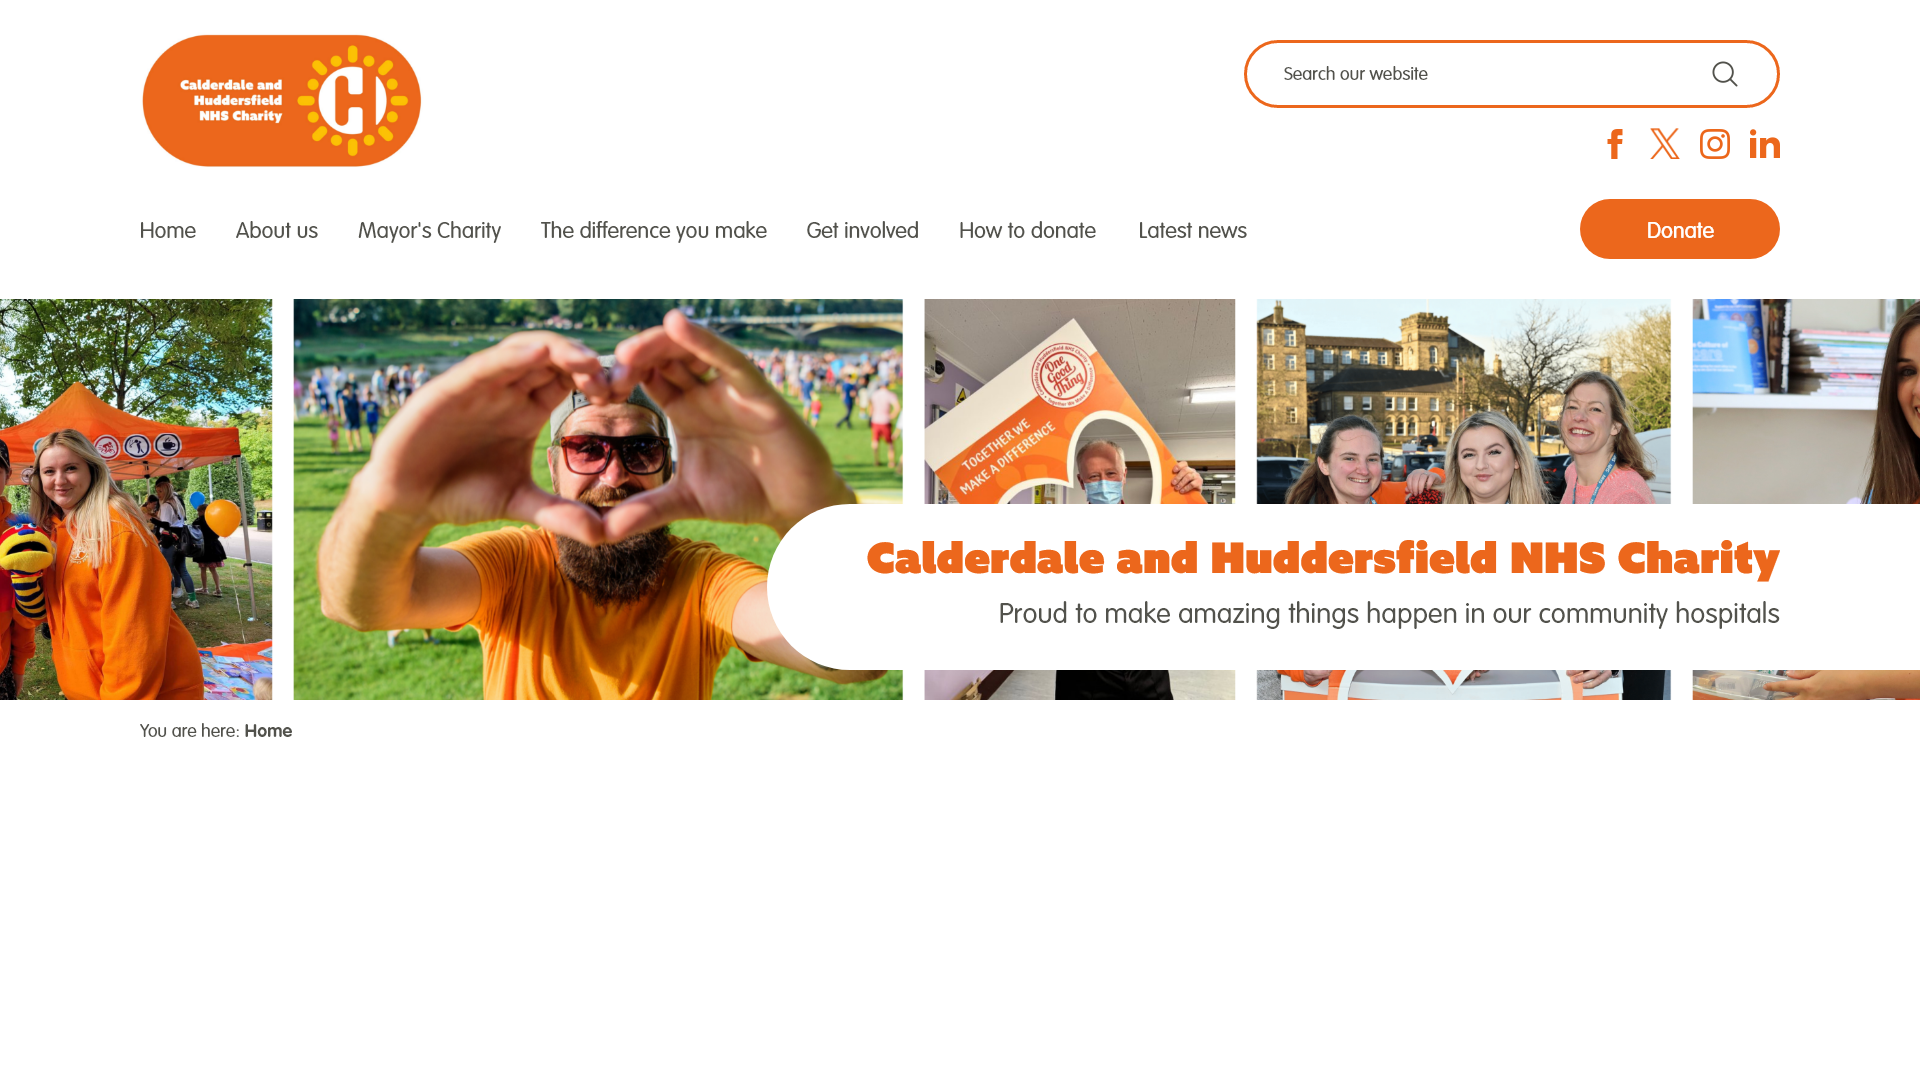 Calderdale and
Huddersfield
NHS Charity
Search our website
Home
About us
Mayor's Charity
The difference you make
Get involved
How to donate
Latest news
Donate
One
Good
Thing
TOGETHER WE
MAKE A DIFFERENCE
Calderdale and Huddersfield NHS Charity
Proud to make amazing things happen in our community hospitals
You are here: Home